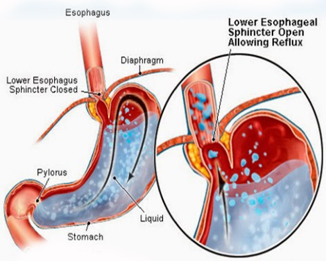 Esophagus
Lower Esophageal
Sphincter Open
Allowing Reflux
Diaphragm
Lower Esophagus
Sphincter Closed
Pylorus
Liquid
Stomach